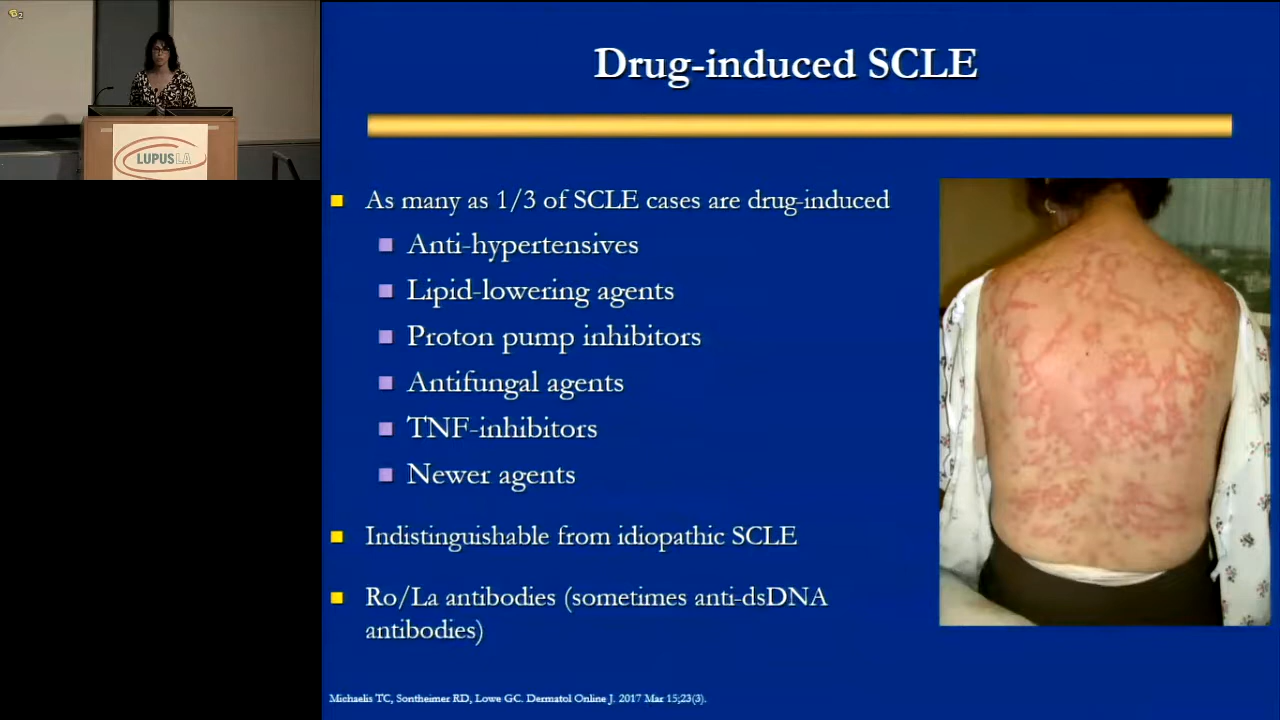 Drug-induced SCLE
LUPUS LA
As many as 1/3 of SCLE cases are drug-induced
Anti-hypertensives
Lipid-lowering agents
Proton pump inhibitors
Antifungal agents
TNF-inhibitors
Newer agents
Indistinguishable from idiopathic SCLE
Ro/La antibodies (sometimes anti-dsDNA
antibodies)
Michaelis TC, Sontheimer RD, Lowe GC. Dermatol Online J. 2017 Mar 15;23(3).